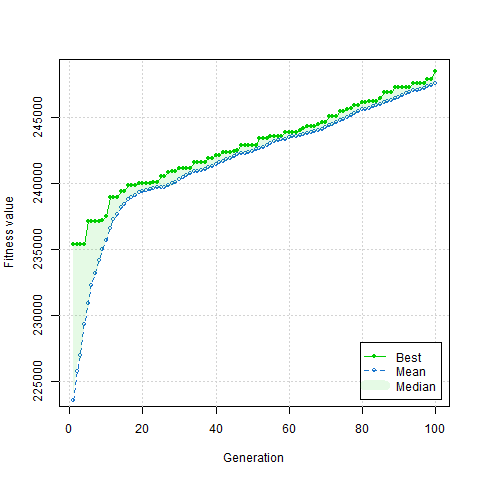 Fitness value
245000
240000
235000
230000
225000
Best
Mean
Median
0 20 40 60 80 100
Generation